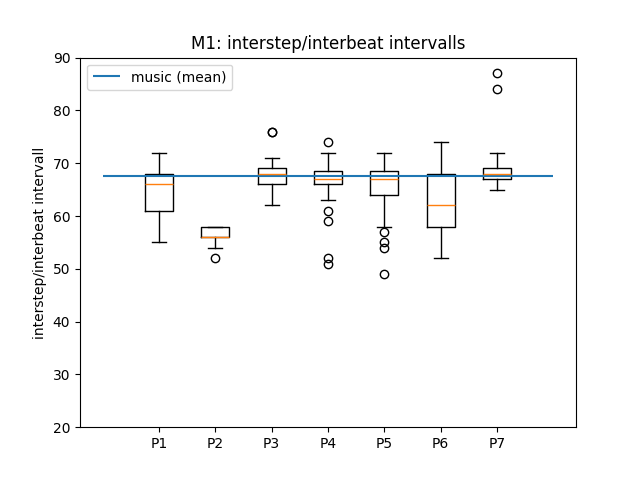 M1: interstep/interbeat intervalls
music (mean)
interstep/interbeat intervall
90
80
70
60
50
40
30
20
P1 P2 P3 P4 P5 P6 P7